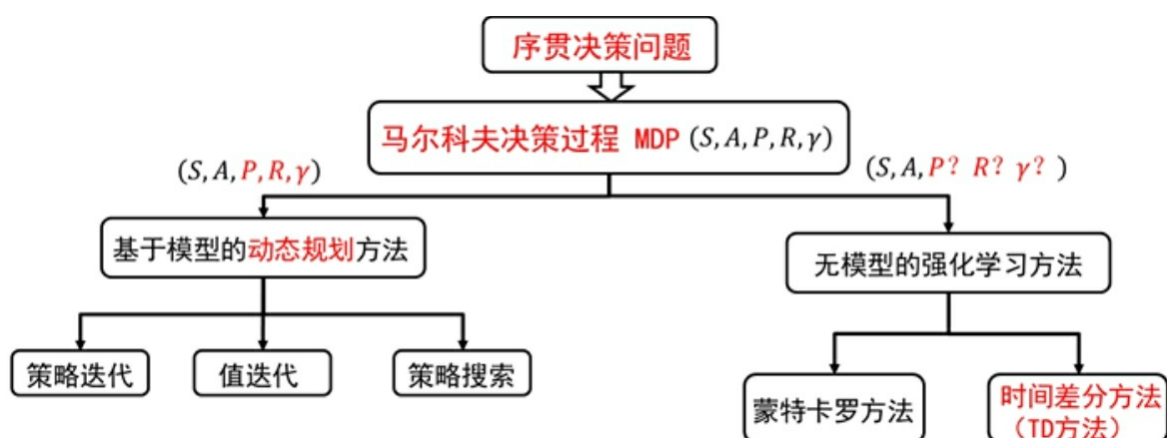 序贯决策问题
马尔科夫决策过程 MDP (S, A, P, R, γ)
(S, A, P, R, γ)
(S, A, P? R? γ? )
基于模型的动态规划方法
无模型的强化学习方法
策略迭代
值迭代
策略搜索
蒙特卡罗方法
时间差分方法
（TD方法）